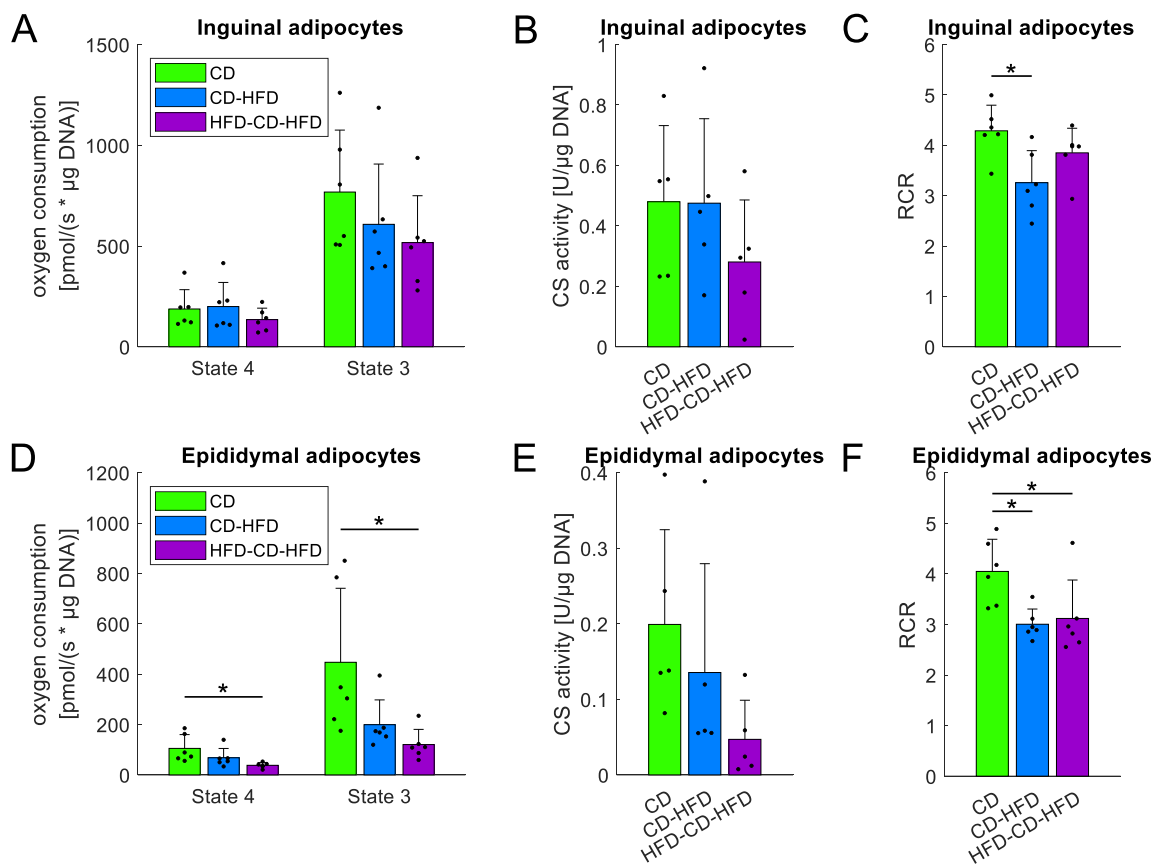 A
Inguinal adipocytes
oxygen consumption
[pmol/(s * µg DNA)]
1500
1000
500
0
CD
CD-HFD
HFD-CD-HFD
State 4
State 3
B
Inguinal adipocytes
CS activity [U/µg DNA]
1
0.8
0.6
0.4
0.2
0
CD
CD-HFD
HFD-CD-HFD
C
Inguinal adipocytes
RCR
6
5
4
3
2
1
0
*
CD
CD-HFD
HFD-CD-HFD
D
Epididymal adipocytes
oxygen consumption
[pmol/(s * µg DNA)]
1200
1000
800
600
400
200
0
CD
CD-HFD
HFD-CD-HFD
*
*
State 4
State 3
E
Epididymal adipocytes
CS activity [U/µg DNA]
0.4
0.3
0.2
0.1
0
CD
CD-HFD
HFD-CD-HFD
F
Epididymal adipocytes
RCR
6
5
4
3
2
1
0
*
*
CD
CD-HFD
HFD-CD-HFD